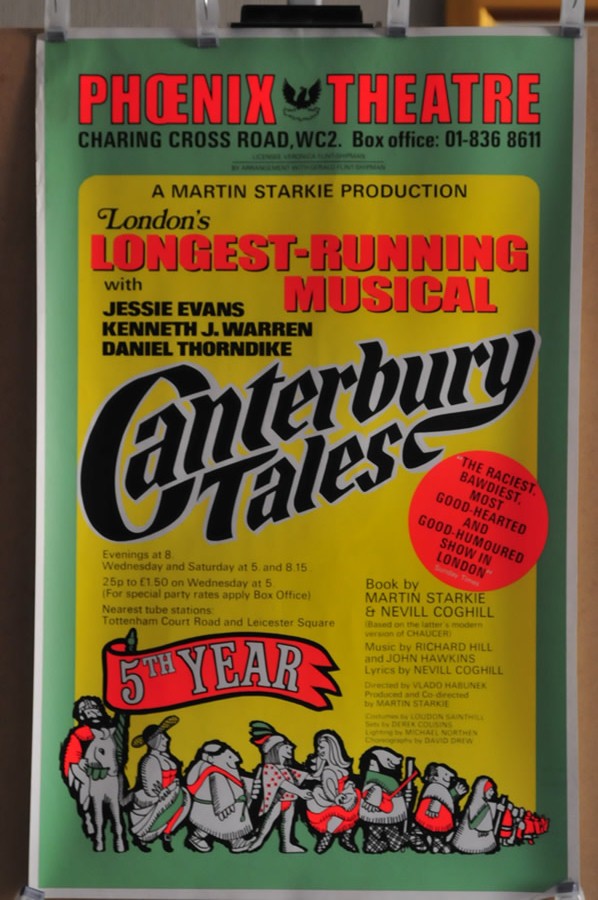 PHŒNIX THEATRE
CHARING CROSS ROAD, WC2. Box office: 01-836 8611
A MARTIN STARKIE PRODUCTION
London's
LONGEST-RUNNING
MUSICAL
with
JESSIE EVANS
KENNETH J. WARREN
DANIEL THORNDIKE
Canterbury
Tales
"THE RACIEST,
BAWDIEST,
MOST
GOOD-HEARTED
AND
GOOD-HUMOURED
SHOW IN
LONDON"
Sunday Times
Evenings at 8.
Wednesday and Saturday at 5. and 8.15
25p to £1.50 on Wednesday at 5.
(For special party rates apply Box Office)
Nearest tube stations:
Tottenham Court Road and Leicester Square
Book by
MARTIN STARKIE
& NEVILL COGHILL
(Based on the latter's modern
version of CHAUCER)
Music by RICHARD HILL
and JOHN HAWKINS
Lyrics by NEVILL COGHILL
Directed by VLADO HABUNEK
Produced and Co-directed
by MARTIN STARKIE
Costumes by LOUDON SAINTHILL
Sets by DEREK COUSINS
Lighting by MICHAEL NORTHEN
Choreography by DAVID DREW
5TH YEAR